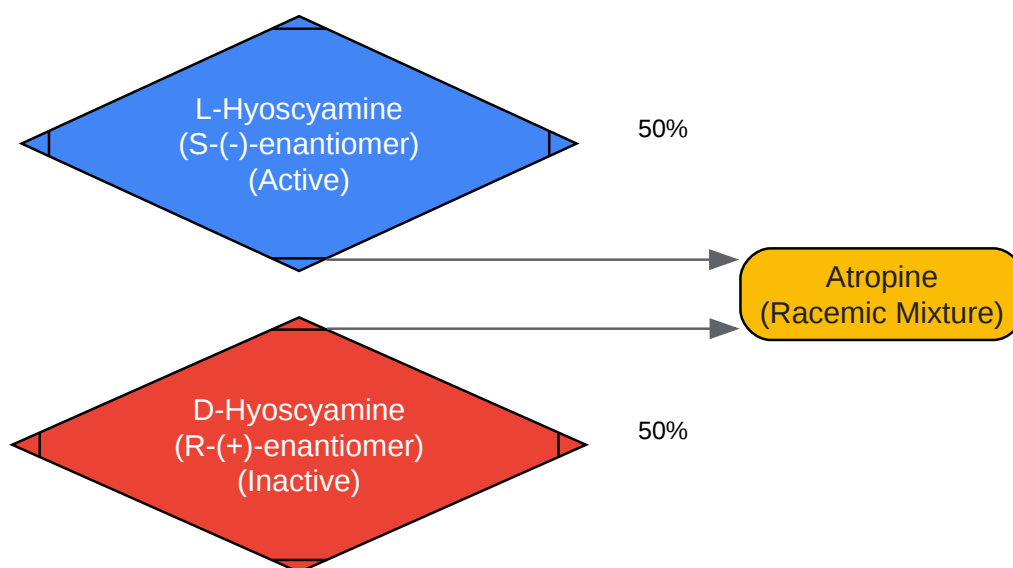 L-Hyoscyamine
(S-(-)-enantiomer)
(Active)
50%
Atropine
(Racemic Mixture)
D-Hyoscyamine
(R-(+)-enantiomer)
(Inactive)
50%